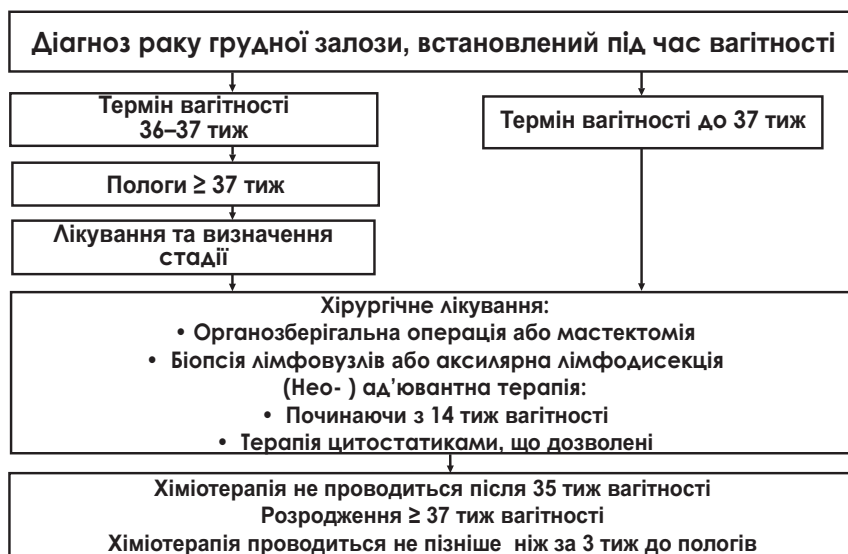 Діагноз раку грудної залози, встановлений під час вагітності
Термін вагітності
36–37 тиж
Термін вагітності до 37 тиж
Пологи ≥ 37 тиж
Лікування та визначення
стадії
Хірургічне лікування:
• Органозберігальна операція або мастектомія
• Біопсія лімфовузлів або аксилярна лімфодисекція
(Нео- ) ад’ювантна терапія:
• Починаючи з 14 тиж вагітності
• Терапія цитостатиками, що дозволені
Хіміотерапія не проводиться після 35 тиж вагітності
Розродження ≥ 37 тиж вагітності
Хіміотерапія проводиться не пізніше ніж за 3 тиж до пологів